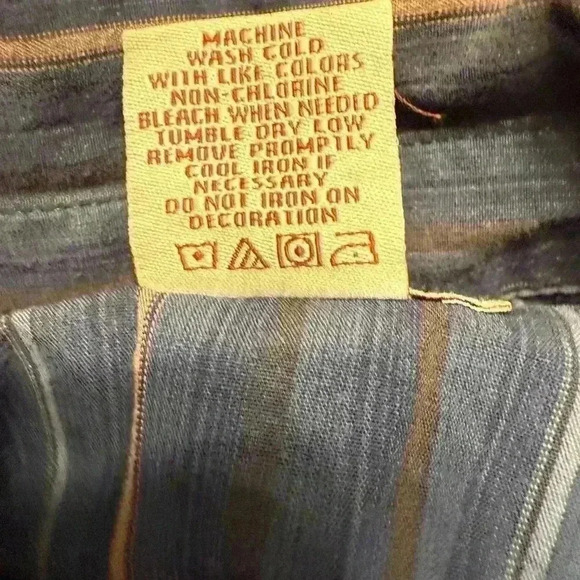 MACHINE
WASH COLD
WITH LIKE COLORS
NON-CHLORINE
BLEACH WHEN NEEDED
TUMBLE DRY LOW
REMOVE PROMPTLY
COOL IRON IF
NECESSARY
DO NOT IRON ON
DECORATION